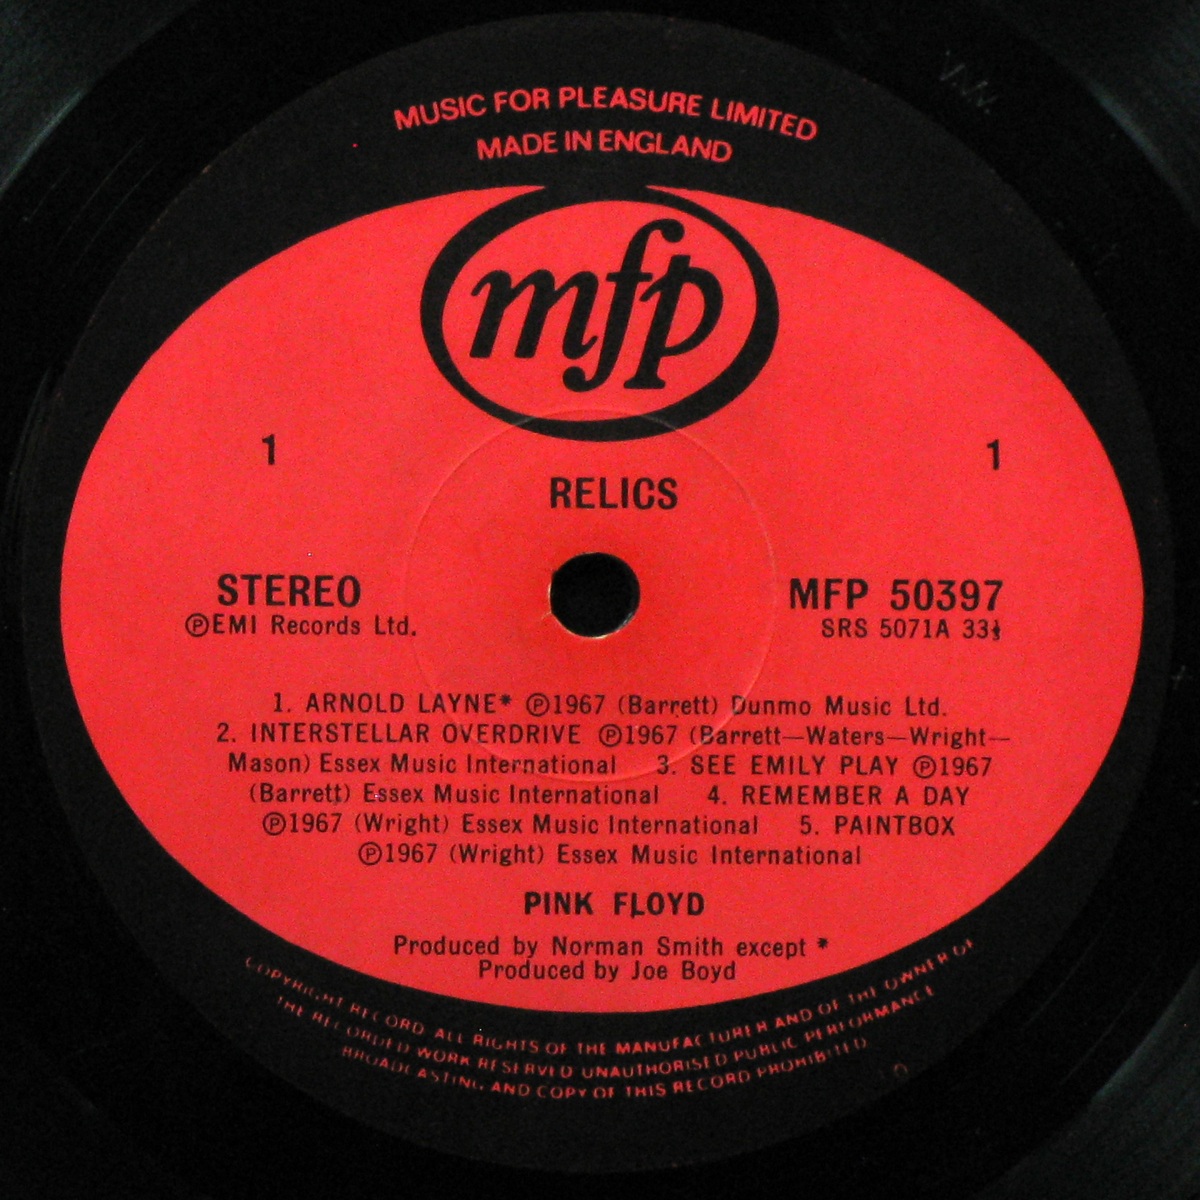 MUSIC FOR PLEASURE LIMITED
MADE IN ENGLAND
mfp
1 1
RELICS
STEREO MFP 50397
ⓅEMI Records Ltd. SRS 5071A 33⅓
1. ARNOLD LAYNE* Ⓟ1967 (Barrett) Dunmo Music Ltd.
2. INTERSTELLAR OVERDRIVE Ⓟ1967 (Barrett—Waters—Wright—
Mason) Essex Music International 3. SEE EMILY PLAY Ⓟ1967
(Barrett) Essex Music International 4. REMEMBER A DAY
Ⓟ1967 (Wright) Essex Music International 5. PAINTBOX
Ⓟ1967 (Wright) Essex Music International
PINK FLOYD
Produced by Norman Smith except *
Produced by Joe Boyd
COPYRIGHT RECORD ALL RIGHTS OF THE MANUFACTURER AND OF THE OWNER OF
THE RECORDED WORK RESERVED UNAUTHORISED PUBLIC PERFORMANCE
BROADCASTING AND COPY OF THIS RECORD PROHIBITED